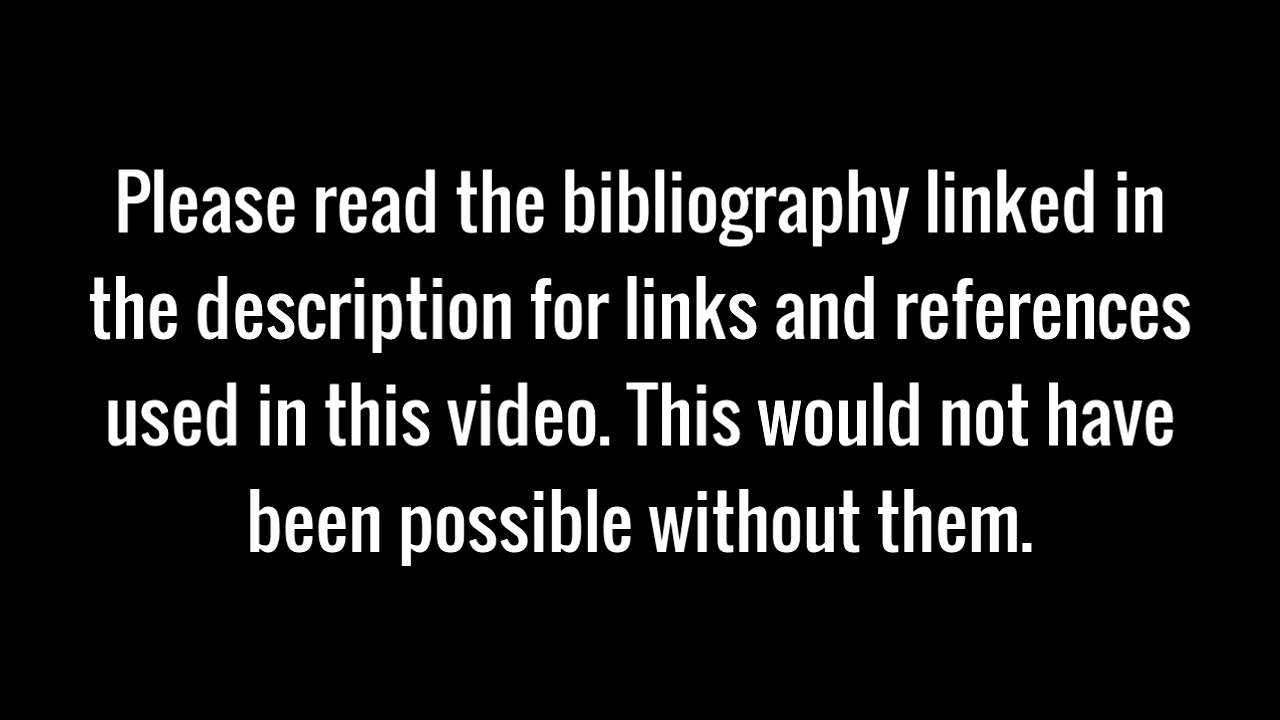 Please read the bibliography linked in
the description for links and references
used in this video. This would not have
been possible without them.